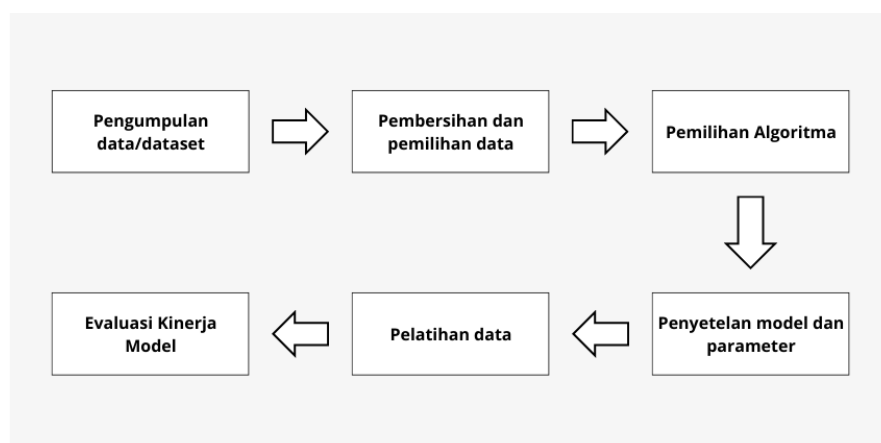 Pengumpulan
data/dataset
Pembersihan dan
pemilihan data
Pemilihan Algoritma
Penyetelan model dan
parameter
Pelatihan data
Evaluasi Kinerja
Model